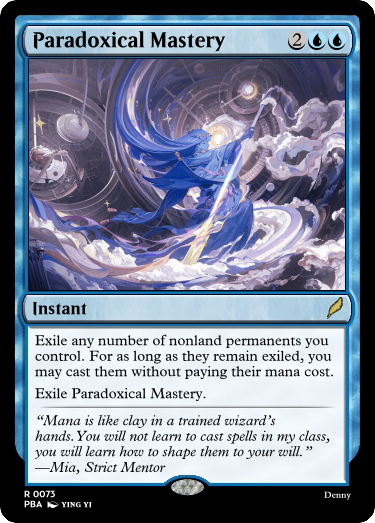 Paradoxical Mastery 2
Instant
Exile any number of nonland permanents you
control. For as long as they remain exiled, you
may cast them without paying their mana cost.
Exile Paradoxical Mastery.
“Mana is like clay in a trained wizard’s
hands.You will not learn to cast spells in my class,
you will learn how to shape them to your will.”
—Mia, Strict Mentor
R 0073
PBA YING YI
Denny